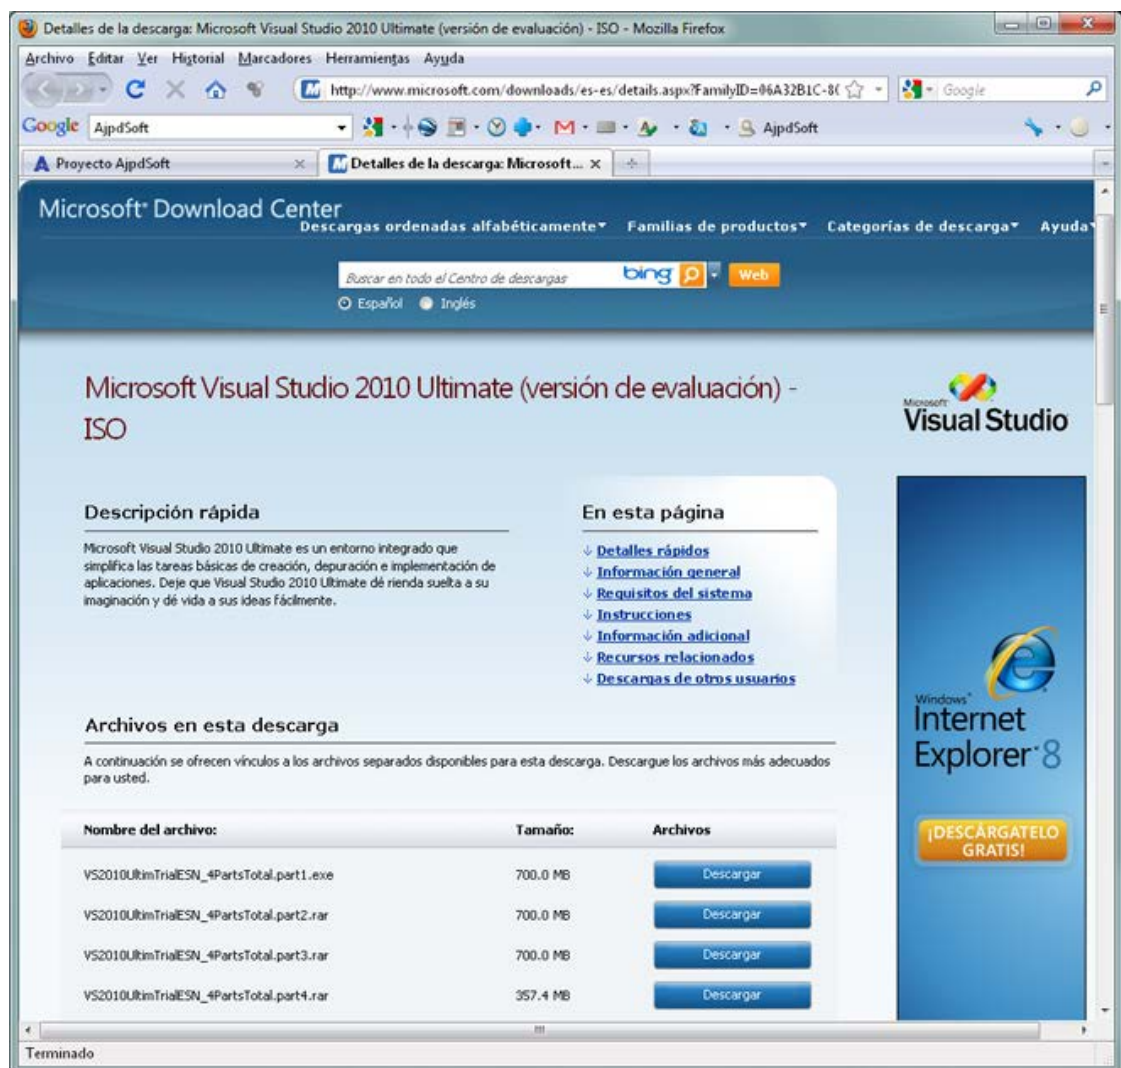 Detalles de la descarga: Microsoft Visual Studio 2010 Ultimate (versión de evaluación) - ISO - Mozilla Firefox
Archivo Editar Ver Historial Marcadores Herramientas Ayuda
http://www.microsoft.com/downloads/es-es/details.aspx?FamilyID=06A32B1C-8( Google
Google AjpdSoft AjpdSoft
Proyecto AjpdSoft Detalles de la descarga: Microsoft...
Microsoft® Download Center
Descargas ordenadas alfabéticamente Familias de productos Categorías de descarga Ayuda
Buscar en todo el Centro de descargas bing Web
Español Inglés
Microsoft Visual Studio 2010 Ultimate (versión de evaluación) -
ISO
Microsoft
Visual Studio
Descripción rápida
Microsoft Visual Studio 2010 Ultimate es un entorno integrado que
simplifica las tareas básicas de creación, depuración e implementación de
aplicaciones. Deje que Visual Studio 2010 Ultimate dé rienda suelta a su
imaginación y dé vida a sus ideas fácilmente.
En esta página
Detalles rápidos
Información general
Requisitos del sistema
Instrucciones
Información adicional
Recursos relacionados
Descargas de otros usuarios
Archivos en esta descarga
A continuación se ofrecen vínculos a los archivos separados disponibles para esta descarga. Descargue los archivos más adecuados
para usted.
Nombre del archivo: Tamaño: Archivos
VS2010UltimTrialESN_4PartsTotal.part1.exe 700.0 MB Descargar
VS2010UltimTrialESN_4PartsTotal.part2.rar 700.0 MB Descargar
VS2010UltimTrialESN_4PartsTotal.part3.rar 700.0 MB Descargar
VS2010UltimTrialESN_4PartsTotal.part4.rar 357.4 MB Descargar
Windows®
Internet
Explorer 8
¡DESCÁRGATELO
GRATIS!
Terminado